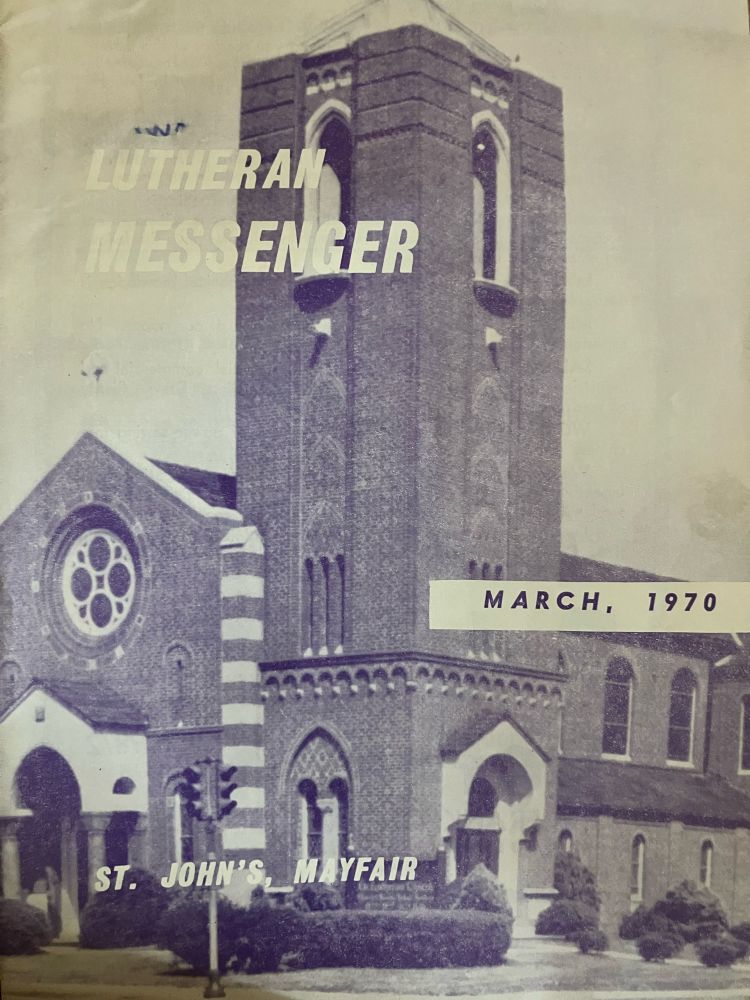 LUTHERAN
MESSENGER
MARCH, 1970
ST. JOHN'S, MAYFAIR